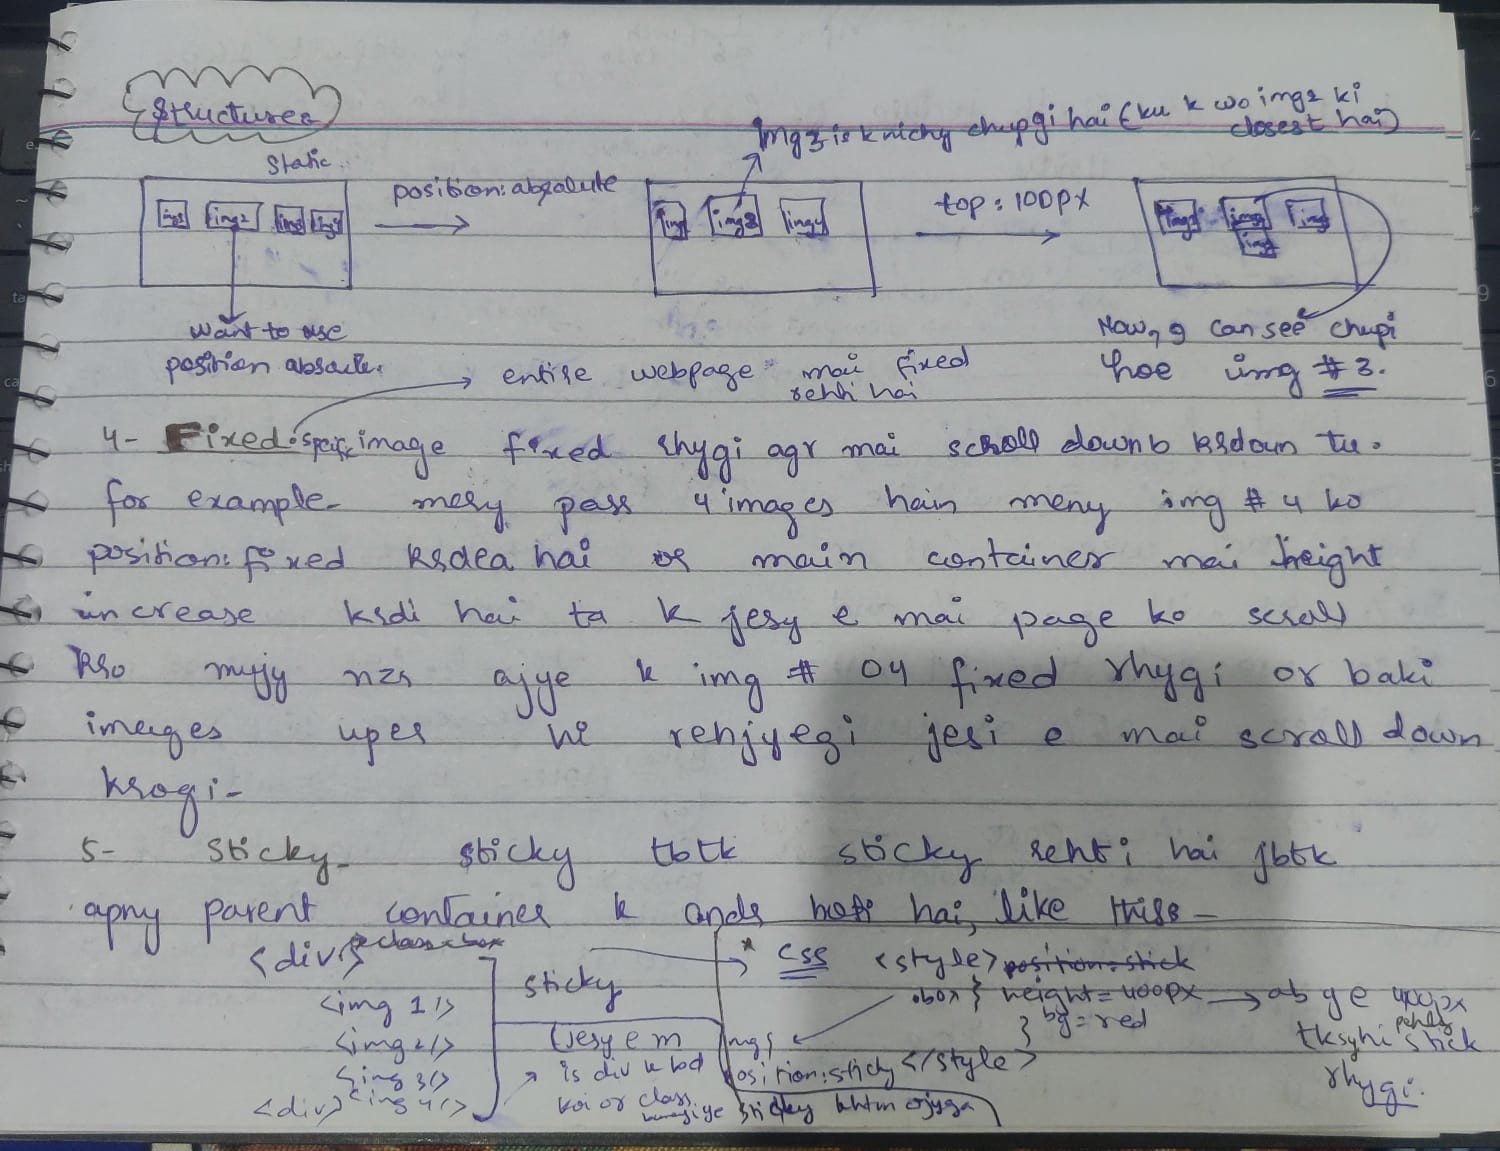 Structures
Img 3 is k nichy chupgi hai (ku k wo img 2 ki
closest hai)
Static
img1 img2 img3 img4
position: absolute
img1 img3 img4
top: 100px
img1 img3 img4
img2
want to use
position absolute
Now, I can see chupi
hoe img #3.
entire webpage mai fixed
rehti hai
4- Fixed: image fixed rhygi agr mai scroll down krdoun tu.
for example- mery pass 4 images hain meny img # 4 ko
position: fixed krdea hai or main container mai height
increase krdi hai ta k jesy e mai page ko scroll
kro mujy nzr ajye k img # 04 fixed rhygi or baki
images uper hi rehjyegi jesi e mai scroll down
krogi-
5- Sticky- sticky tbtk sticky rehti hai jbtk
apny parent container k andr hoti hai, like this-
<div class=box
<img 1/>
<img 2/>
<img 3/>
<img 4/>
<div>
sticky
(jesy e m
is div k bad
koi or class
sticky khtm
* CSS <style> position: stick
.box } height=400px
bg=red
}
img {
position: sticky </style>
ab ye 400px
tk stick
rhygi.